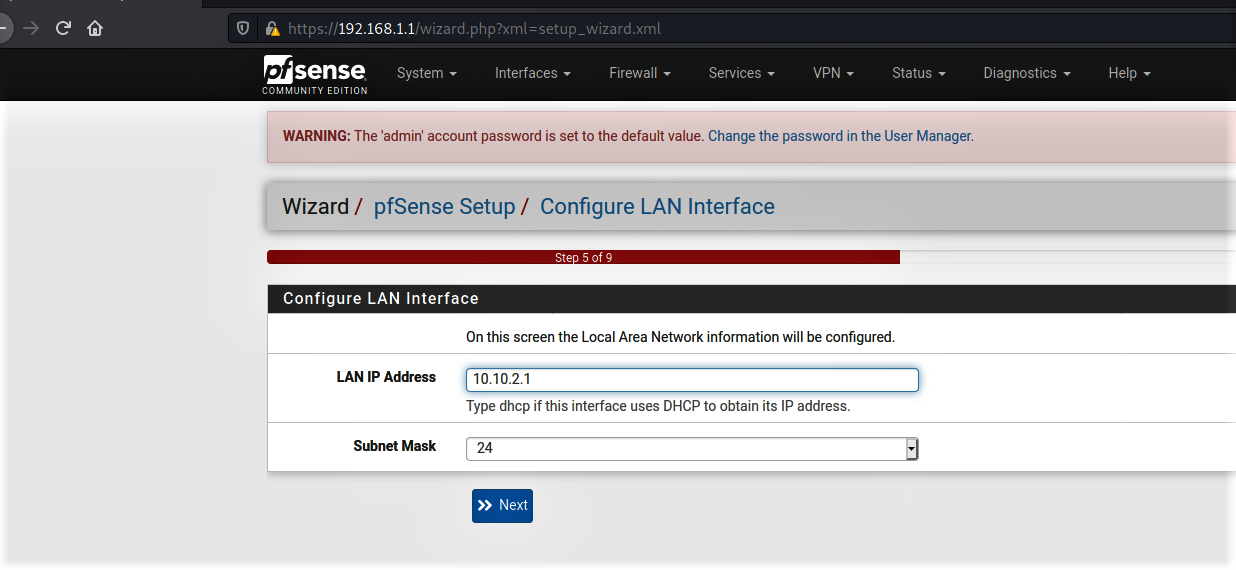 https://192.168.1.1/wizard.php?xml=setup_wizard.xml
pfsense
COMMUNITY EDITION
System Interfaces Firewall Services VPN Status Diagnostics Help
WARNING: The 'admin' account password is set to the default value. Change the password in the User Manager.
Wizard / pfSense Setup / Configure LAN Interface
Step 5 of 9
Configure LAN Interface
On this screen the Local Area Network information will be configured.
LAN IP Address 10.10.2.1
Type dhcp if this interface uses DHCP to obtain its IP address.
Subnet Mask 24
Next